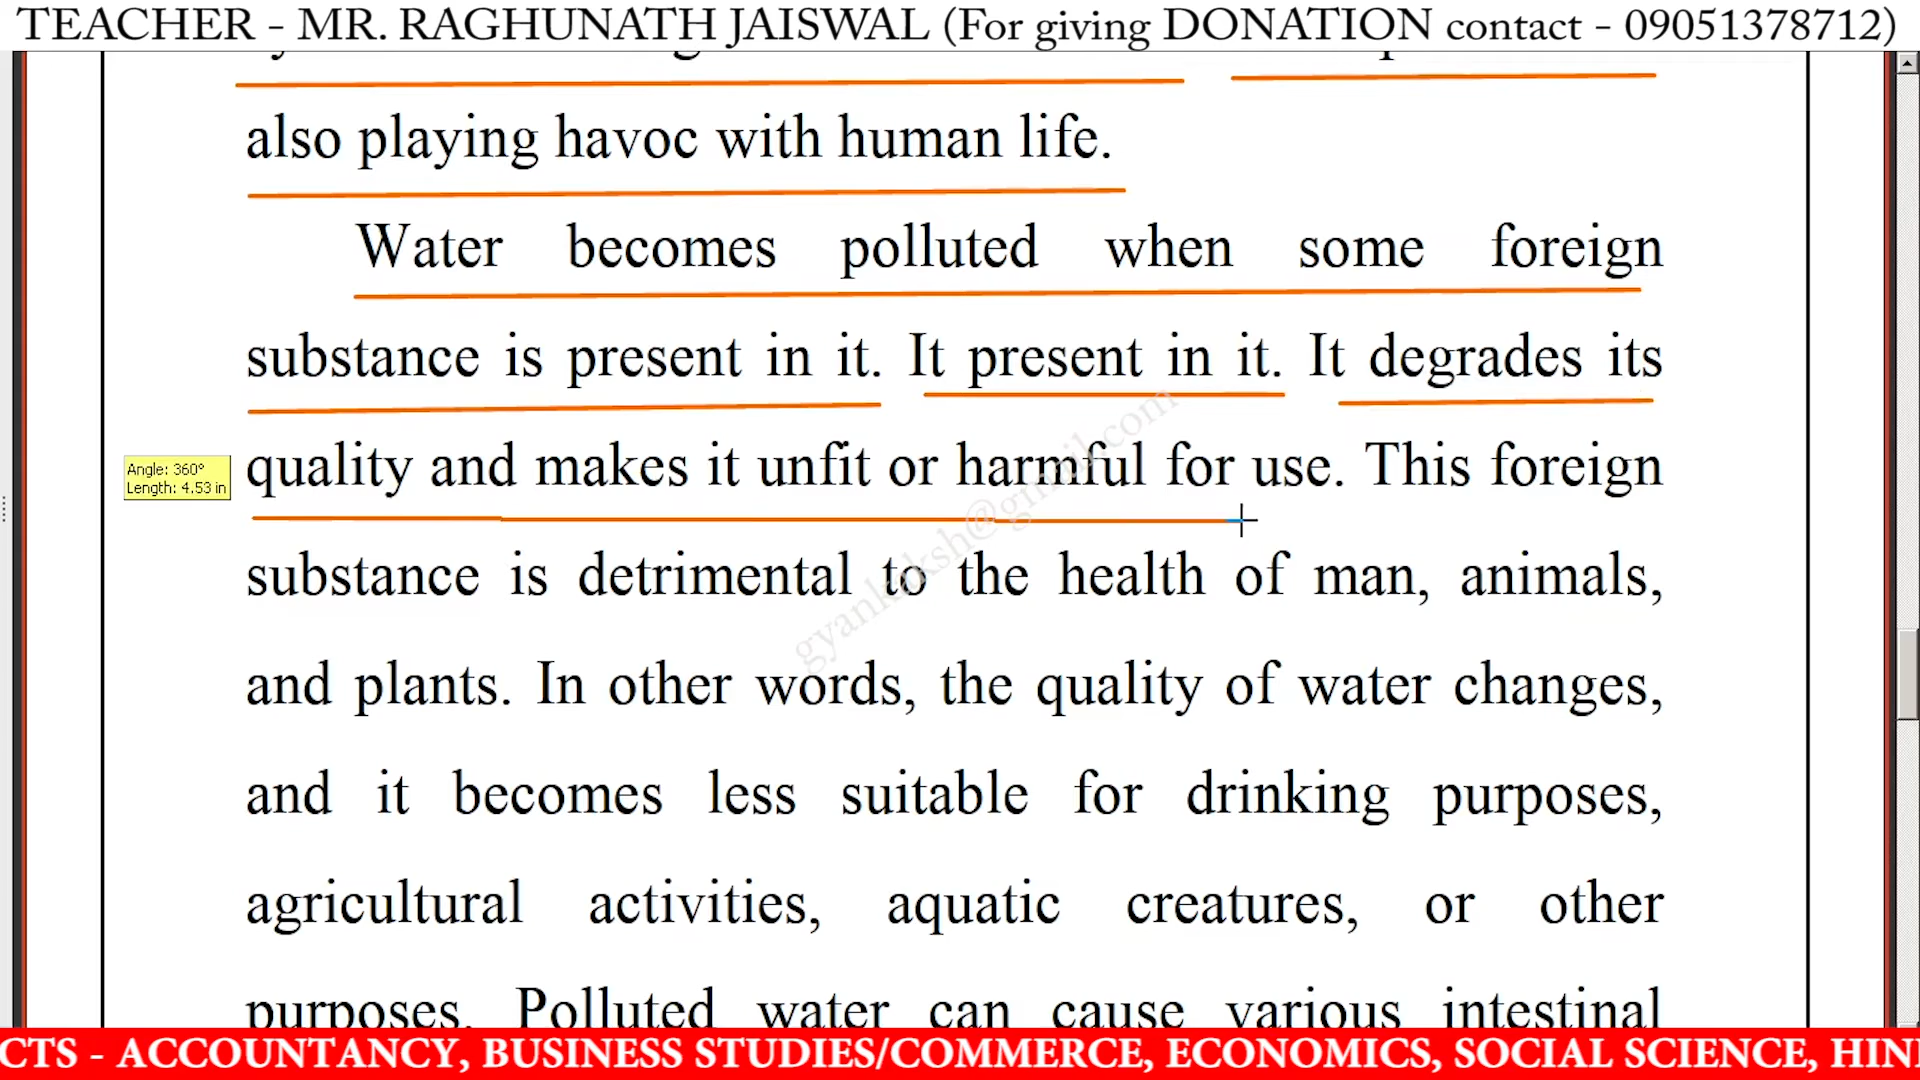 TEACHER - MR. RAGHUNATH JAISWAL (For giving DONATION contact - 09051378712)
also playing havoc with human life.
Water becomes polluted when some foreign
substance is present in it. It present in it. It degrades its
Angle: 360°
Length: 4.53 in
quality and makes it unfit or harmful for use. This foreign
substance is detrimental to the health of man, animals,
and plants. In other words, the quality of water changes,
and it becomes less suitable for drinking purposes,
agricultural activities, aquatic creatures, or other
purposes. Polluted water can cause various intestinal
CTS - ACCOUNTANCY, BUSINESS STUDIES/COMMERCE, ECONOMICS, SOCIAL SCIENCE, HIN